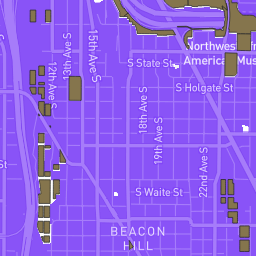 Northwest
America Mus
S State St
S Holgate St
12th Ave S
13th Ave S
15th Ave S
18th Ave S
19th Ave S
22nd Ave S
S Waite St
BEACON
HILL